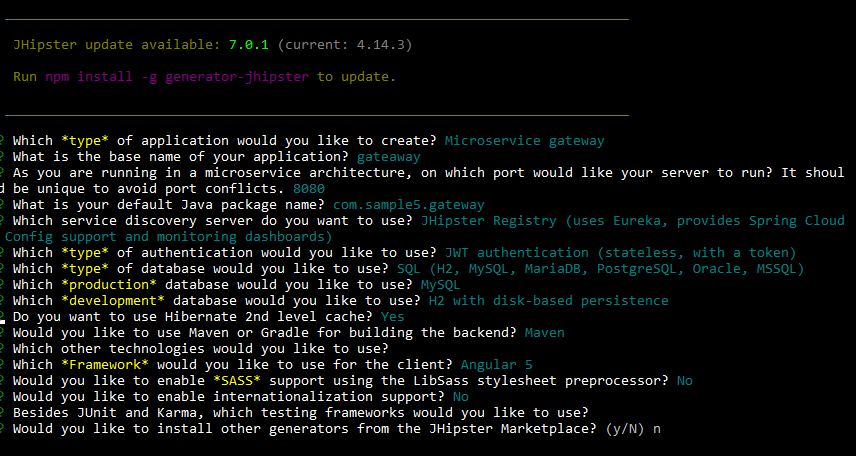 JHipster update available: 7.0.1 (current: 4.14.3)
Run npm install -g generator-jhipster to update.
? Which *type* of application would you like to create? Microservice gateway
? What is the base name of your application? gateaway
? As you are running in a microservice architecture, on which port would like your server to run? It shoul
d be unique to avoid port conflicts. 8080
? What is your default Java package name? com.sample5.gateway
? Which service discovery server do you want to use? JHipster Registry (uses Eureka, provides Spring Cloud
Config support and monitoring dashboards)
? Which *type* of authentication would you like to use? JWT authentication (stateless, with a token)
? Which *type* of database would you like to use? SQL (H2, MySQL, MariaDB, PostgreSQL, Oracle, MSSQL)
? Which *production* database would you like to use? MySQL
? Which *development* database would you like to use? H2 with disk-based persistence
? Do you want to use Hibernate 2nd level cache? Yes
? Would you like to use Maven or Gradle for building the backend? Maven
? Which other technologies would you like to use?
? Which *Framework* would you like to use for the client? Angular 5
? Would you like to enable *SASS* support using the LibSass stylesheet preprocessor? No
? Would you like to enable internationalization support? No
? Besides JUnit and Karma, which testing frameworks would you like to use?
? Would you like to install other generators from the JHipster Marketplace? (y/N) n